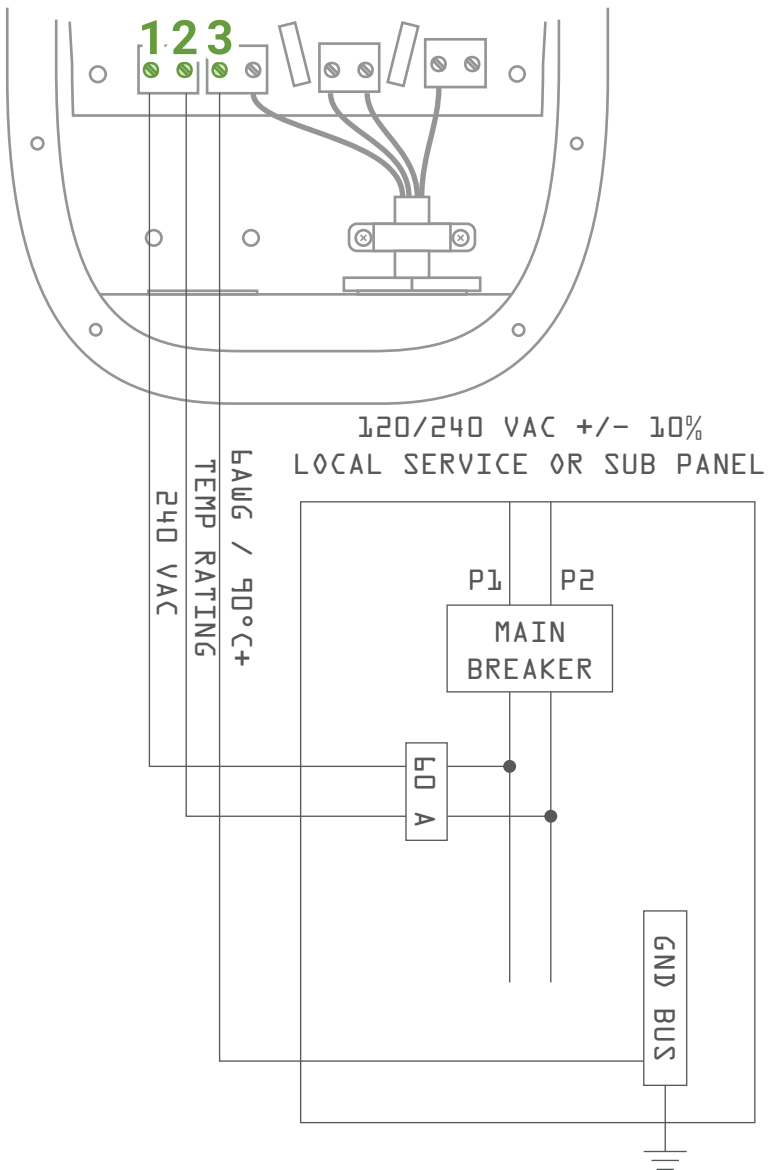 1 2 3
120/240 VAC +/- 10%
LOCAL SERVICE OR SUB PANEL
6AWG / 90°C+
TEMP RATING
240 VAC
P1
P2
MAIN
BREAKER
60 A
GND BUS